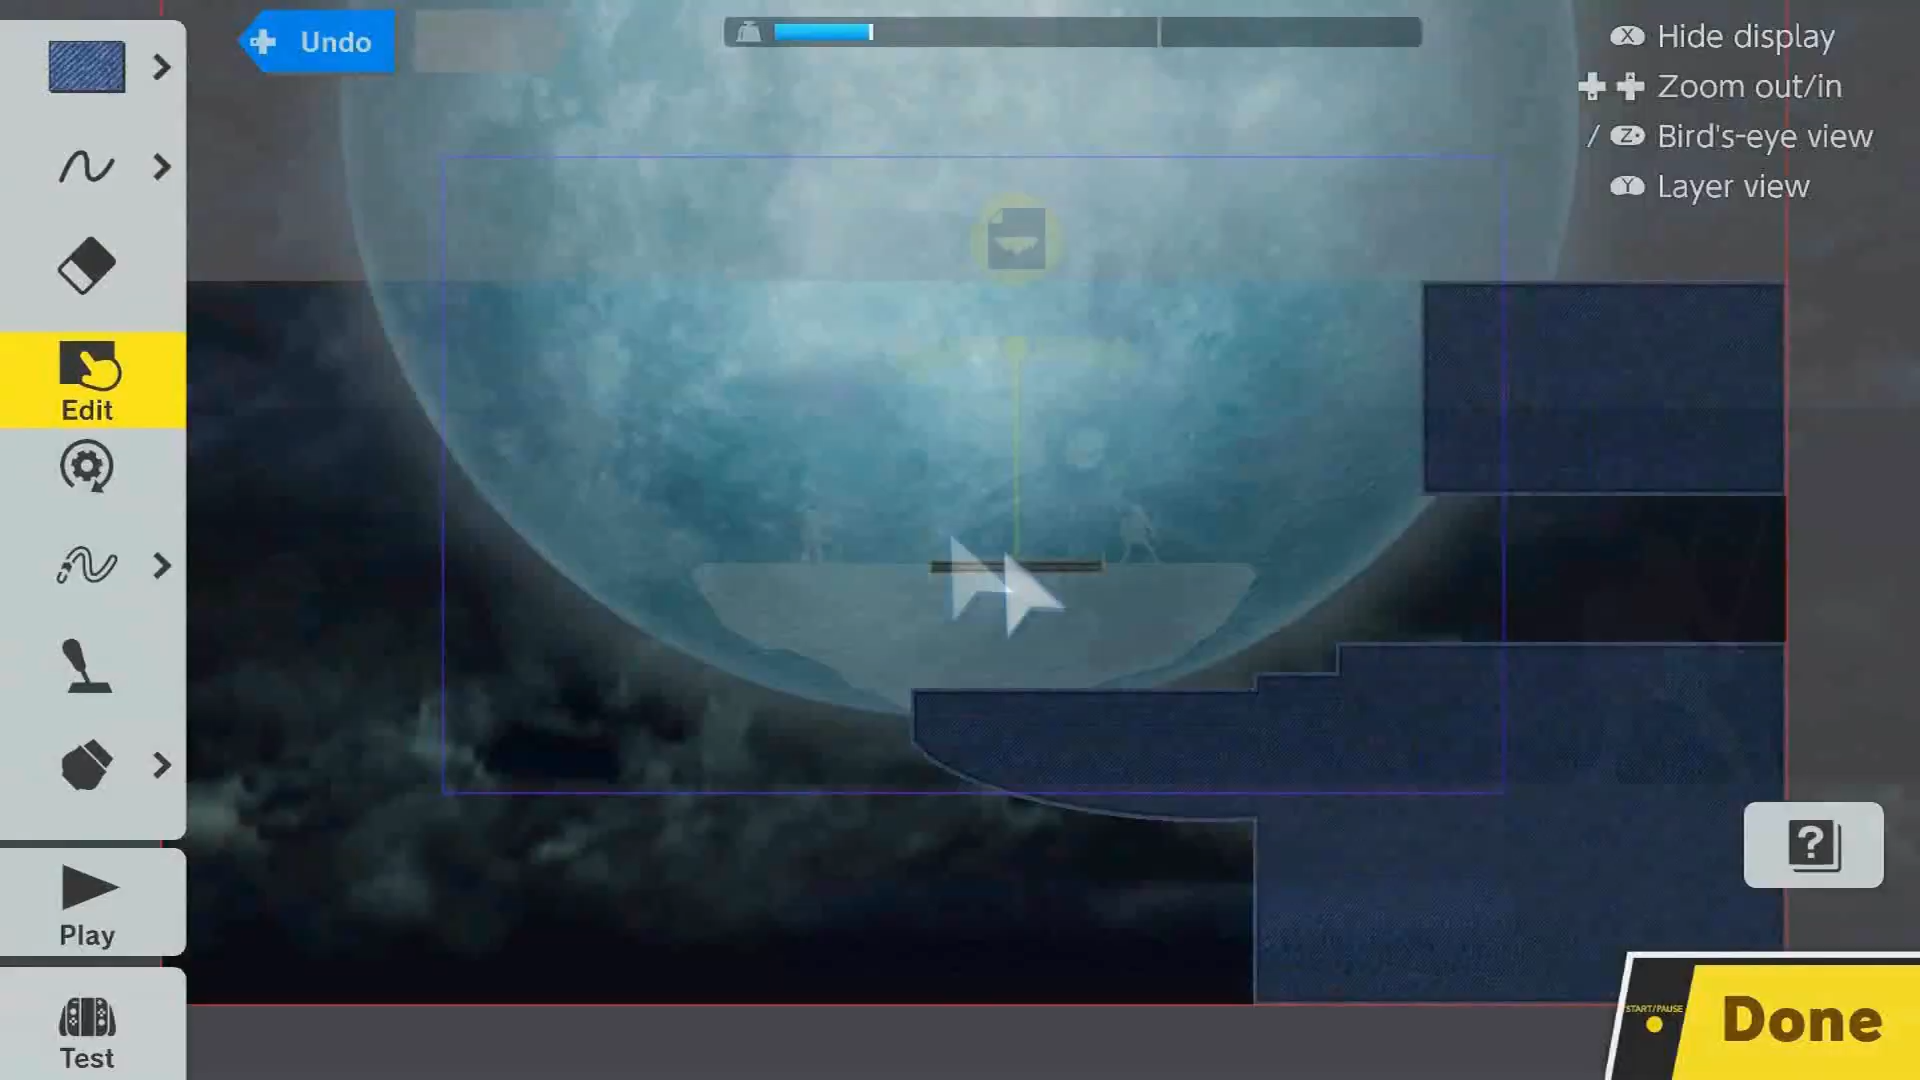 Undo
X Hide display
Zoom out/in
/ Z Bird's-eye view
Y Layer view
Edit
Play
Test
?
START/PAUSE
Done